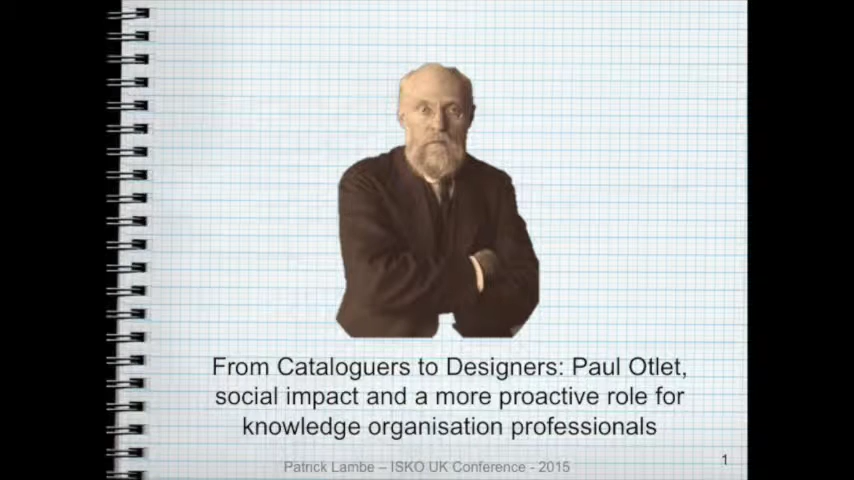 From Cataloguers to Designers: Paul Otlet,
social impact and a more proactive role for
knowledge organisation professionals
Patrick Lambe – ISKO UK Conference - 2015
1